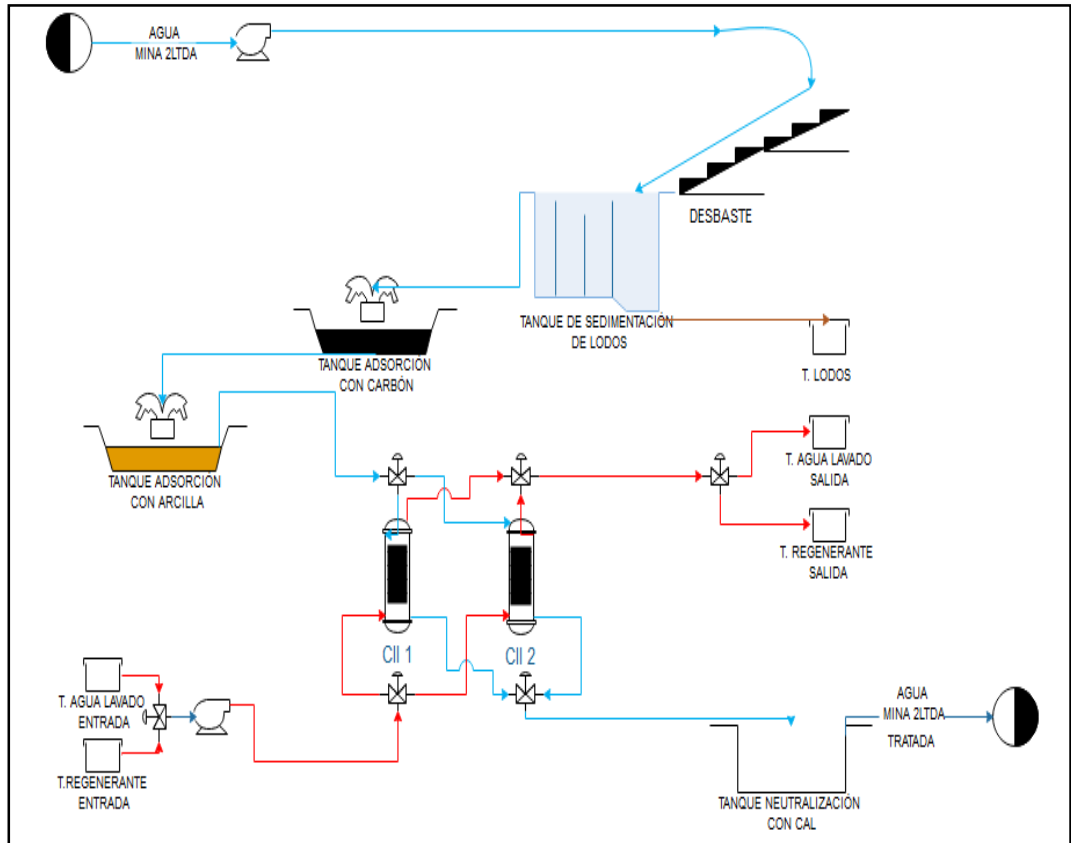 AGUA
MINA 2LTDA
DESBASTE
TANQUE DE SEDIMENTACIÓN
DE LODOS
T. LODOS
TANQUE ADSORCIÓN
CON CARBÓN
TANQUE ADSORCIÓN
CON ARCILLA
T. AGUA LAVADO
SALIDA
T. REGENERANTE
SALIDA
CII 1
CII 2
T. AGUA LAVADO
ENTRADA
T.REGENERANTE
ENTRADA
AGUA
MINA 2LTDA
TRATADA
TANQUE NEUTRALIZACIÓN
CON CAL